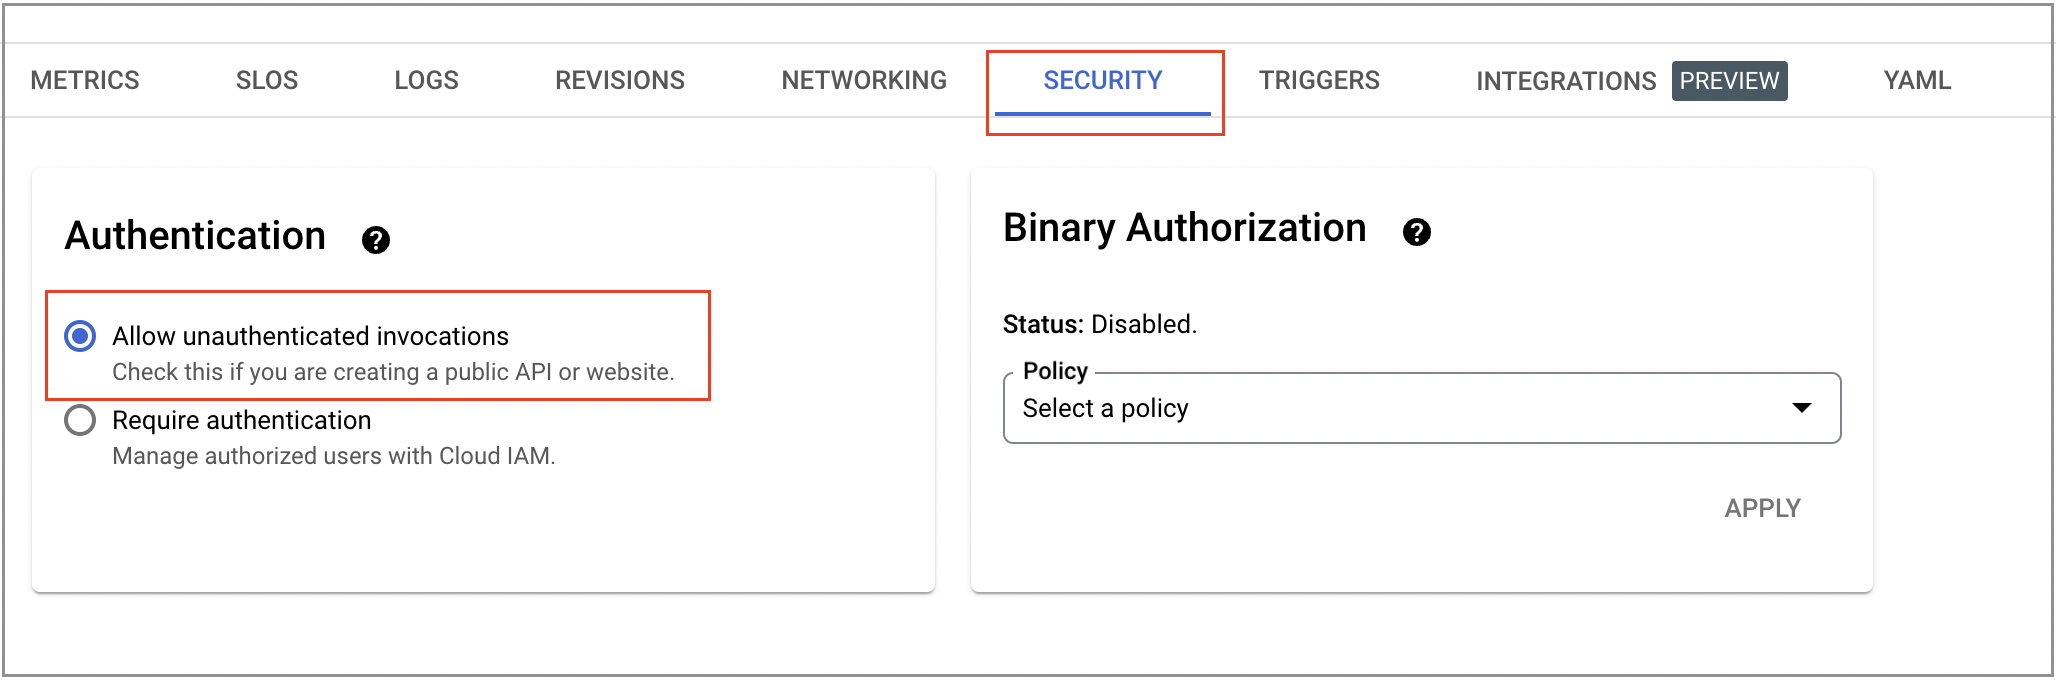 METRICS SLOS LOGS REVISIONS NETWORKING SECURITY TRIGGERS INTEGRATIONS PREVIEW YAML
Authentication ?
Allow unauthenticated invocations
Check this if you are creating a public API or website.
Require authentication
Manage authorized users with Cloud IAM.
Binary Authorization ?
Status: Disabled.
Policy
Select a policy
APPLY